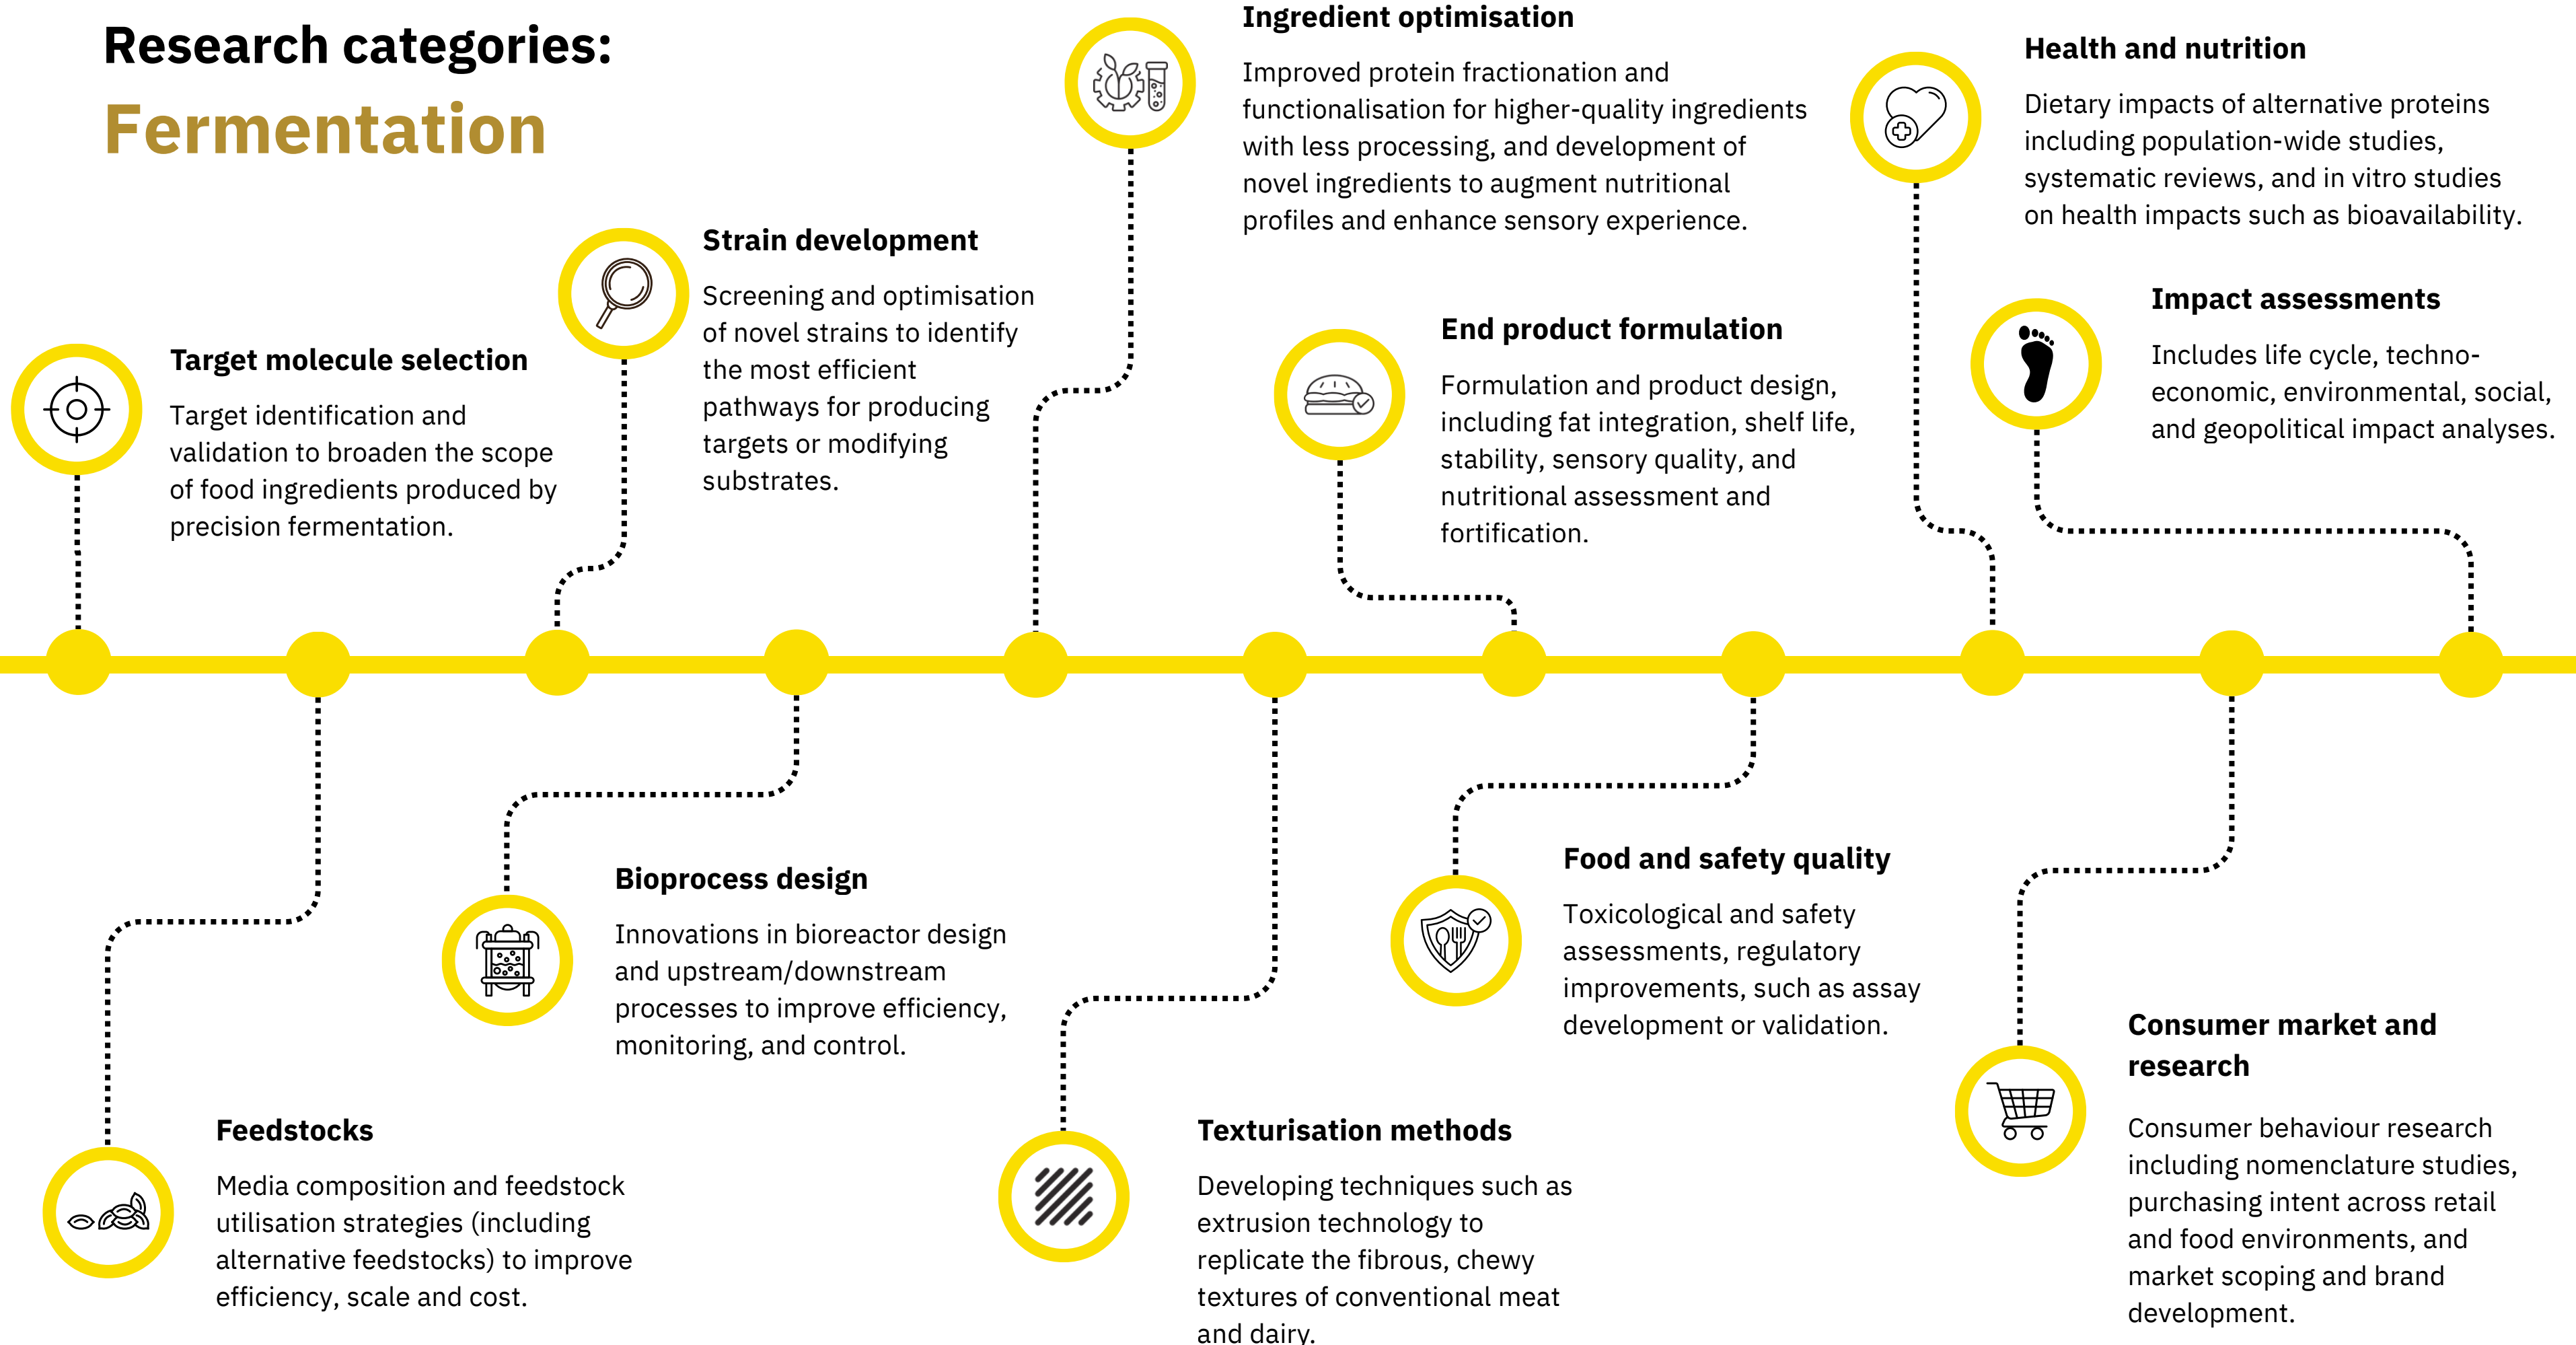 Research categories:
Fermentation
Target molecule selection
Target identification and
validation to broaden the scope
of food ingredients produced by
precision fermentation.
Strain development
Screening and optimisation
of novel strains to identify
the most efficient
pathways for producing
targets or modifying
substrates.
Ingredient optimisation
Improved protein fractionation and
functionalisation for higher-quality ingredients
with less processing, and development of
novel ingredients to augment nutritional
profiles and enhance sensory experience.
End product formulation
Formulation and product design,
including fat integration, shelf life,
stability, sensory quality, and
nutritional assessment and
fortification.
Health and nutrition
Dietary impacts of alternative proteins
including population-wide studies,
systematic reviews, and in vitro studies
on health impacts such as bioavailability.
Impact assessments
Includes life cycle, techno-
economic, environmental, social,
and geopolitical impact analyses.
Feedstocks
Media composition and feedstock
utilisation strategies (including
alternative feedstocks) to improve
efficiency, scale and cost.
Bioprocess design
Innovations in bioreactor design
and upstream/downstream
processes to improve efficiency,
monitoring, and control.
Texturisation methods
Developing techniques such as
extrusion technology to
replicate the fibrous, chewy
textures of conventional meat
and dairy.
Food and safety quality
Toxicological and safety
assessments, regulatory
improvements, such as assay
development or validation.
Consumer market and
research
Consumer behaviour research
including nomenclature studies,
purchasing intent across retail
and food environments, and
market scoping and brand
development.